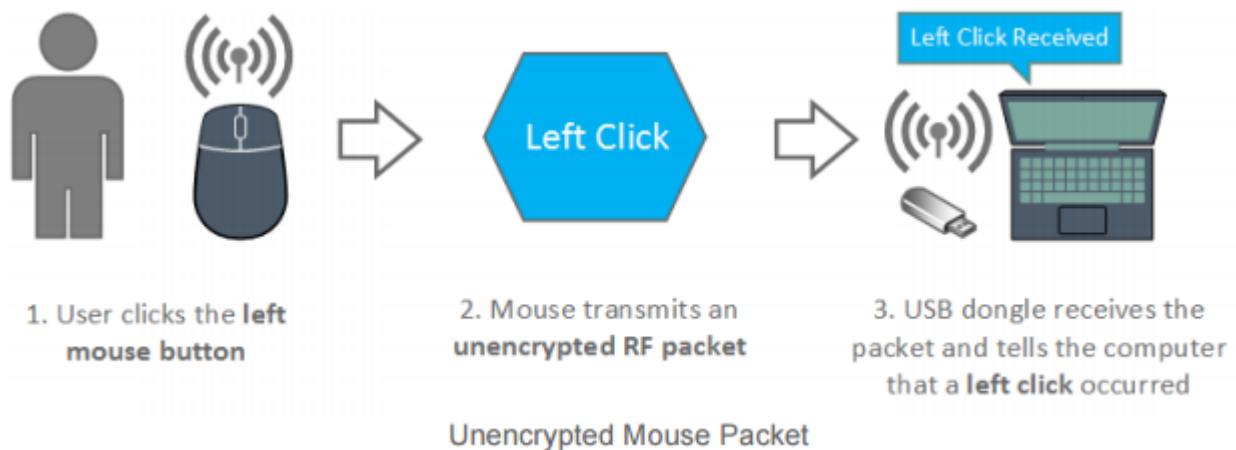 Left Click Received
Left Click
1. User clicks the left
mouse button
2. Mouse transmits an
unencrypted RF packet
3. USB dongle receives the
packet and tells the computer
that a left click occurred
Unencrypted Mouse Packet